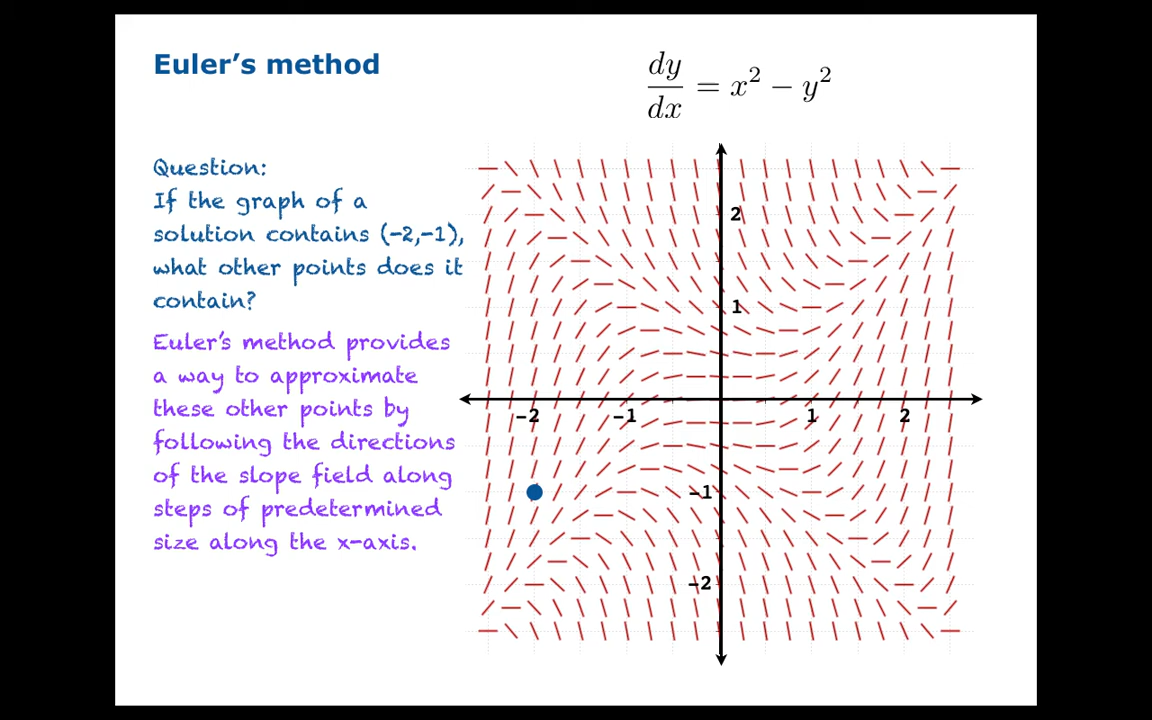 Euler's method
dy/dx = x² − y²
Question:
If the graph of a
solution contains (-2,-1),
what other points does it
contain?
Euler's method provides
a way to approximate
these other points by
following the directions
of the slope field along
steps of predetermined
size along the x-axis.
2
1
−2 −1 1 2
−1
−2